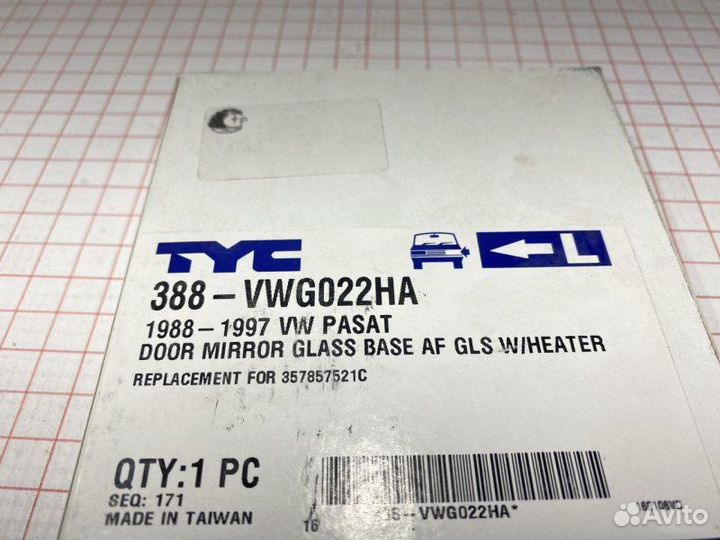 TYC
L
388-VWG022HA
1988-1997 VW PASAT
DOOR MIRROR GLASS BASE AF GLS W/HEATER
REPLACEMENT FOR 357857521C
QTY:1 PC
SEQ: 171
MADE IN TAIWAN
16
-VWG022HA*
Avito